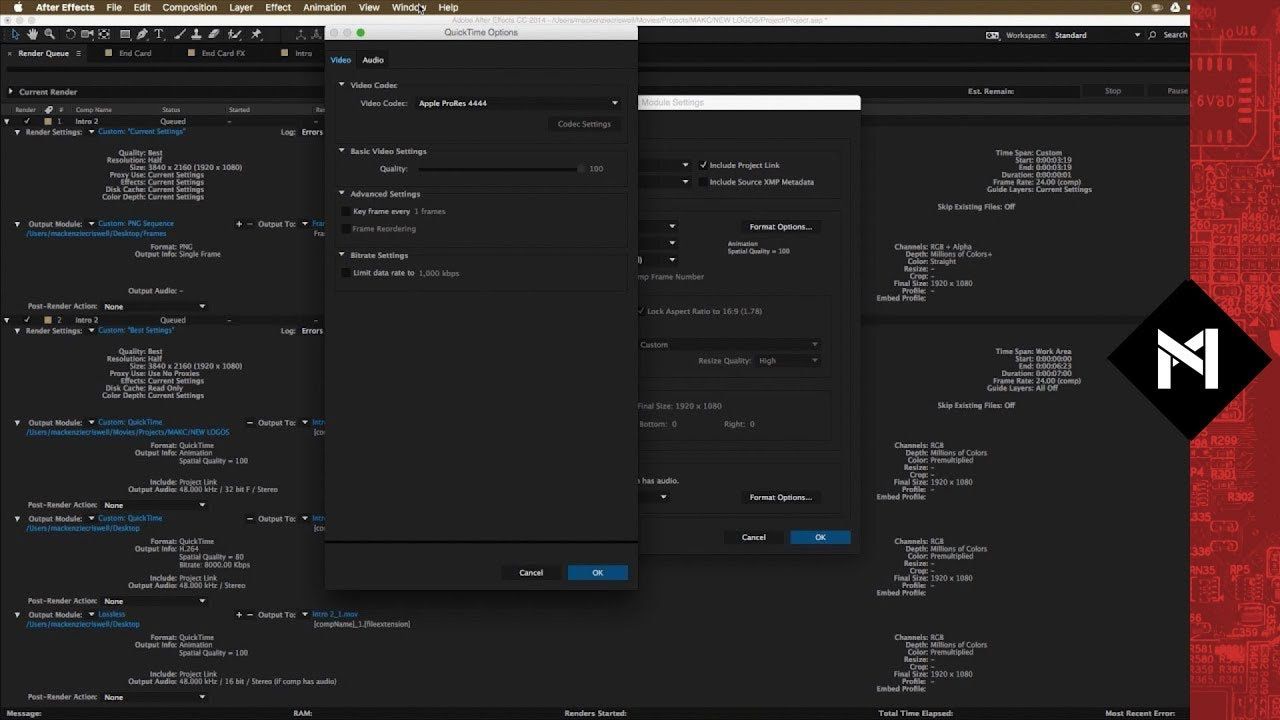 After Effects File Edit Composition Layer Effect Animation View Window Help
Adobe After Effects CC 2014 - /Users/mackenziecriswell/Movies/Projects/MAKC/NEW LOGOS/Project/Project.aep *
Workspace: Standard Search
QuickTime Options
Render Queue End Card End Card FX Intro
Video Audio
Current Render Est. Remain: Stop Pause
Render # Comp Name Status Started
1 Intro 2 Queued – –
Render Settings: Custom: "Current Settings" Log: Errors
Quality: Best
Resolution: Half
Size: 3840 x 2160 (1920 x 1080)
Proxy Use: Current Settings
Effects: Current Settings
Disk Cache: Current Settings
Color Depth: Current Settings
Time Span: Custom
Start: 0:00:03:19
End: 0:00:03:19
Duration: 0:00:00:01
Frame Rate: 24.00 (comp)
Guide Layers: Current Settings
Skip Existing Files: Off
Output Module: Custom: PNG Sequence + – Output To: Fram
/Users/mackenziecriswell/Desktop/Frames
Format: PNG
Output Info: Single Frame
Output Audio: –
Channels: RGB + Alpha
Depth: Millions of Colors+
Color: Straight
Resize: –
Crop: –
Final Size: 1920 x 1080
Profile: –
Embed Profile:
Post-Render Action: None
2 Intro 2 Queued –
Render Settings: Custom: "Best Settings" Log: Errors
Quality: Best
Resolution: Half
Size: 3840 x 2160 (1920 x 1080)
Proxy Use: Use No Proxies
Effects: Current Settings
Disk Cache: Read Only
Color Depth: Current Settings
Time Span: Work Area
Start: 0:00:00:00
End: 0:00:06:23
Duration: 0:00:07:00
Frame Rate: 24.00 (comp)
Guide Layers: All Off
Skip Existing Files: Off
Output Module: Custom: QuickTime – Output To: Intro
/Users/mackenziecriswell/Movies/Projects/MAKC/NEW LOGOS [co
Format: QuickTime
Output Info: Animation
Spatial Quality = 100
Include: Project Link
Output Audio: 48.000 kHz / 32 bit F / Stereo
Channels: RGB
Depth: Millions of Colors
Color: Premultiplied
Resize: –
Crop: –
Final Size: 1920 x 1080
Profile: –
Embed Profile:
Post-Render Action: None
Output Module: Custom: QuickTime – Output To: Intro
/Users/mackenziecriswell/Desktop [co
Format: QuickTime
Output Info: H.264
Spatial Quality = 80
Bitrate: 8000.00 Kbps
Include: Project Link
Output Audio: 48.000 kHz / Stereo
Channels: RGB
Depth: Millions of Colors
Color: Premultiplied
Resize: –
Crop: –
Final Size: 1920 x 1080
Profile: –
Embed Profile:
Post-Render Action: None
Output Module: Lossless + – Output To: Intro 2_1.mov
/Users/mackenziecriswell/Desktop [compName]_1.[fileextension]
Format: QuickTime
Output Info: Animation
Spatial Quality = 100
Include: Project Link
Output Audio: 48.000 kHz / 16 bit / Stereo (if comp has audio)
Channels: RGB
Depth: Millions of Colors
Color: Premultiplied
Resize: –
Crop: –
Final Size: 1920 x 1080
Profile: –
Embed Profile:
Post-Render Action: None
Message: RAM: Renders Started: Total Time Elapsed: Most Recent Error:
Video Codec
Video Codec: Apple ProRes 4444
Codec Settings
Basic Video Settings
Quality: 100
Advanced Settings
Key frame every 1 frames
Frame Reordering
Bitrate Settings
Limit data rate to 1,000 kbps
Cancel OK
Module Settings
Include Project Link
Include Source XMP Metadata
Format Options...
Animation
Spatial Quality = 100
mp Frame Number
Lock Aspect Ratio to 16:9 (1.78)
Custom
Resize Quality: High
Final Size: 1920 x 1080
Bottom: 0 Right: 0
has audio.
Format Options...
Cancel OK
R201
U16
R580
R271
R241
R299
R301
R302
RP5
C359